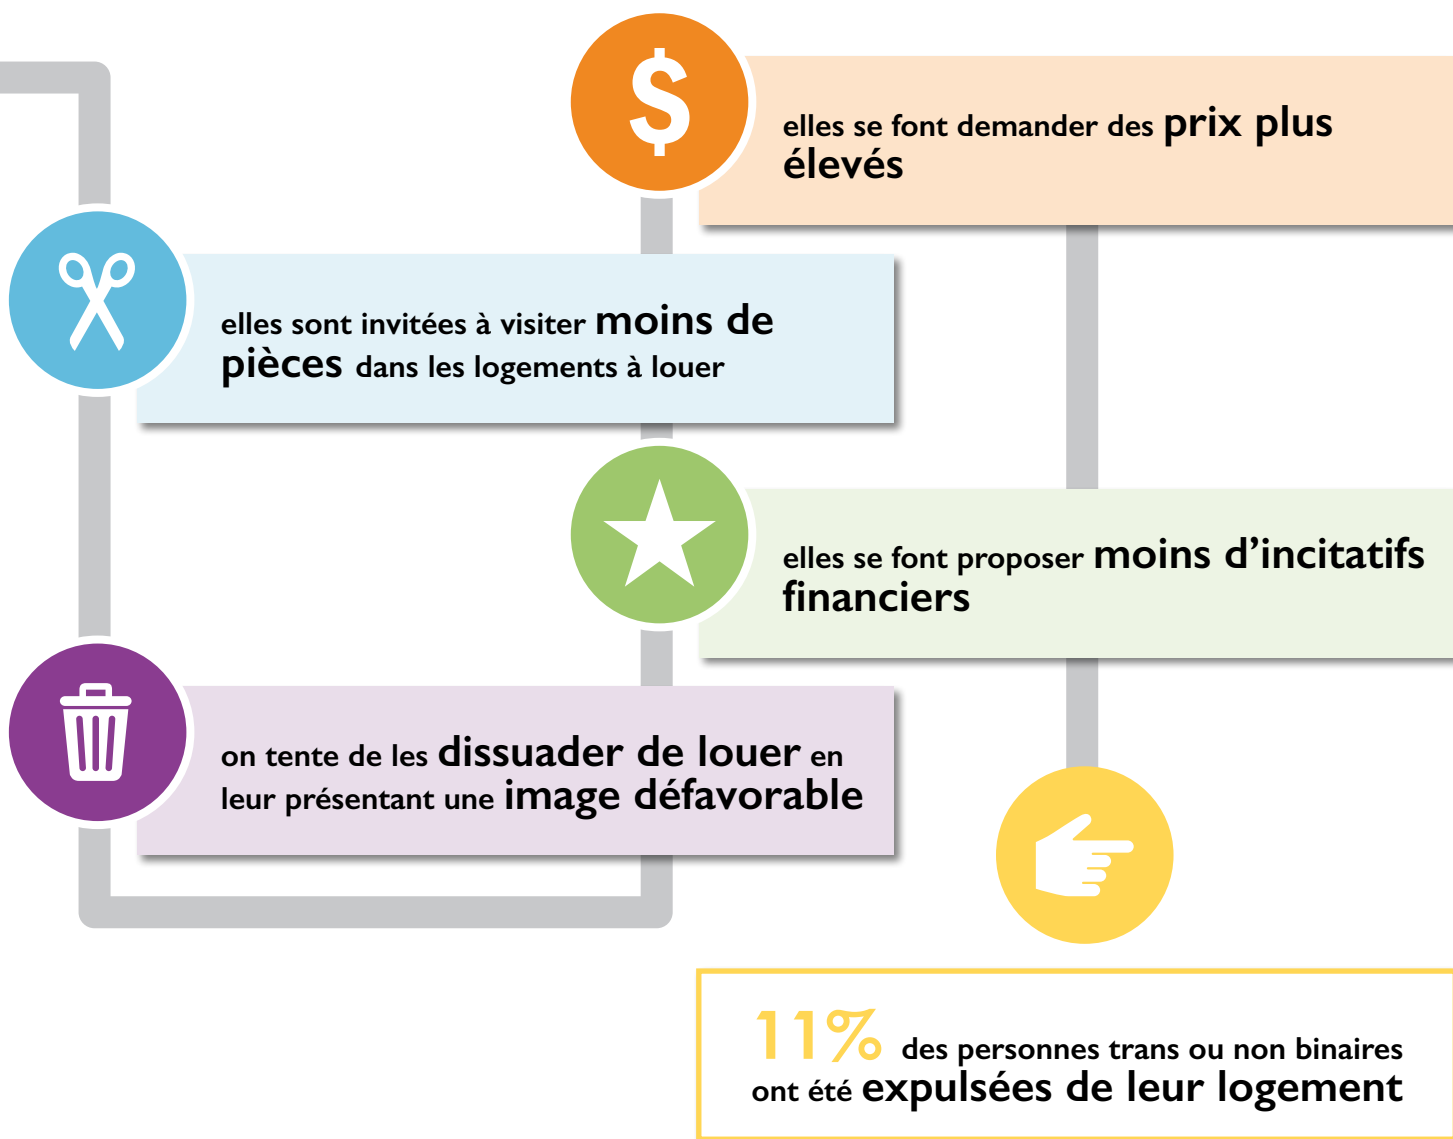 $
elles se font demander des prix plus
élevés
elles sont invitées à visiter moins de
pièces dans les logements à louer
elles se font proposer moins d’incitatifs
financiers
on tente de les dissuader de louer en
leur présentant une image défavorable
11% des personnes trans ou non binaires
ont été expulsées de leur logement